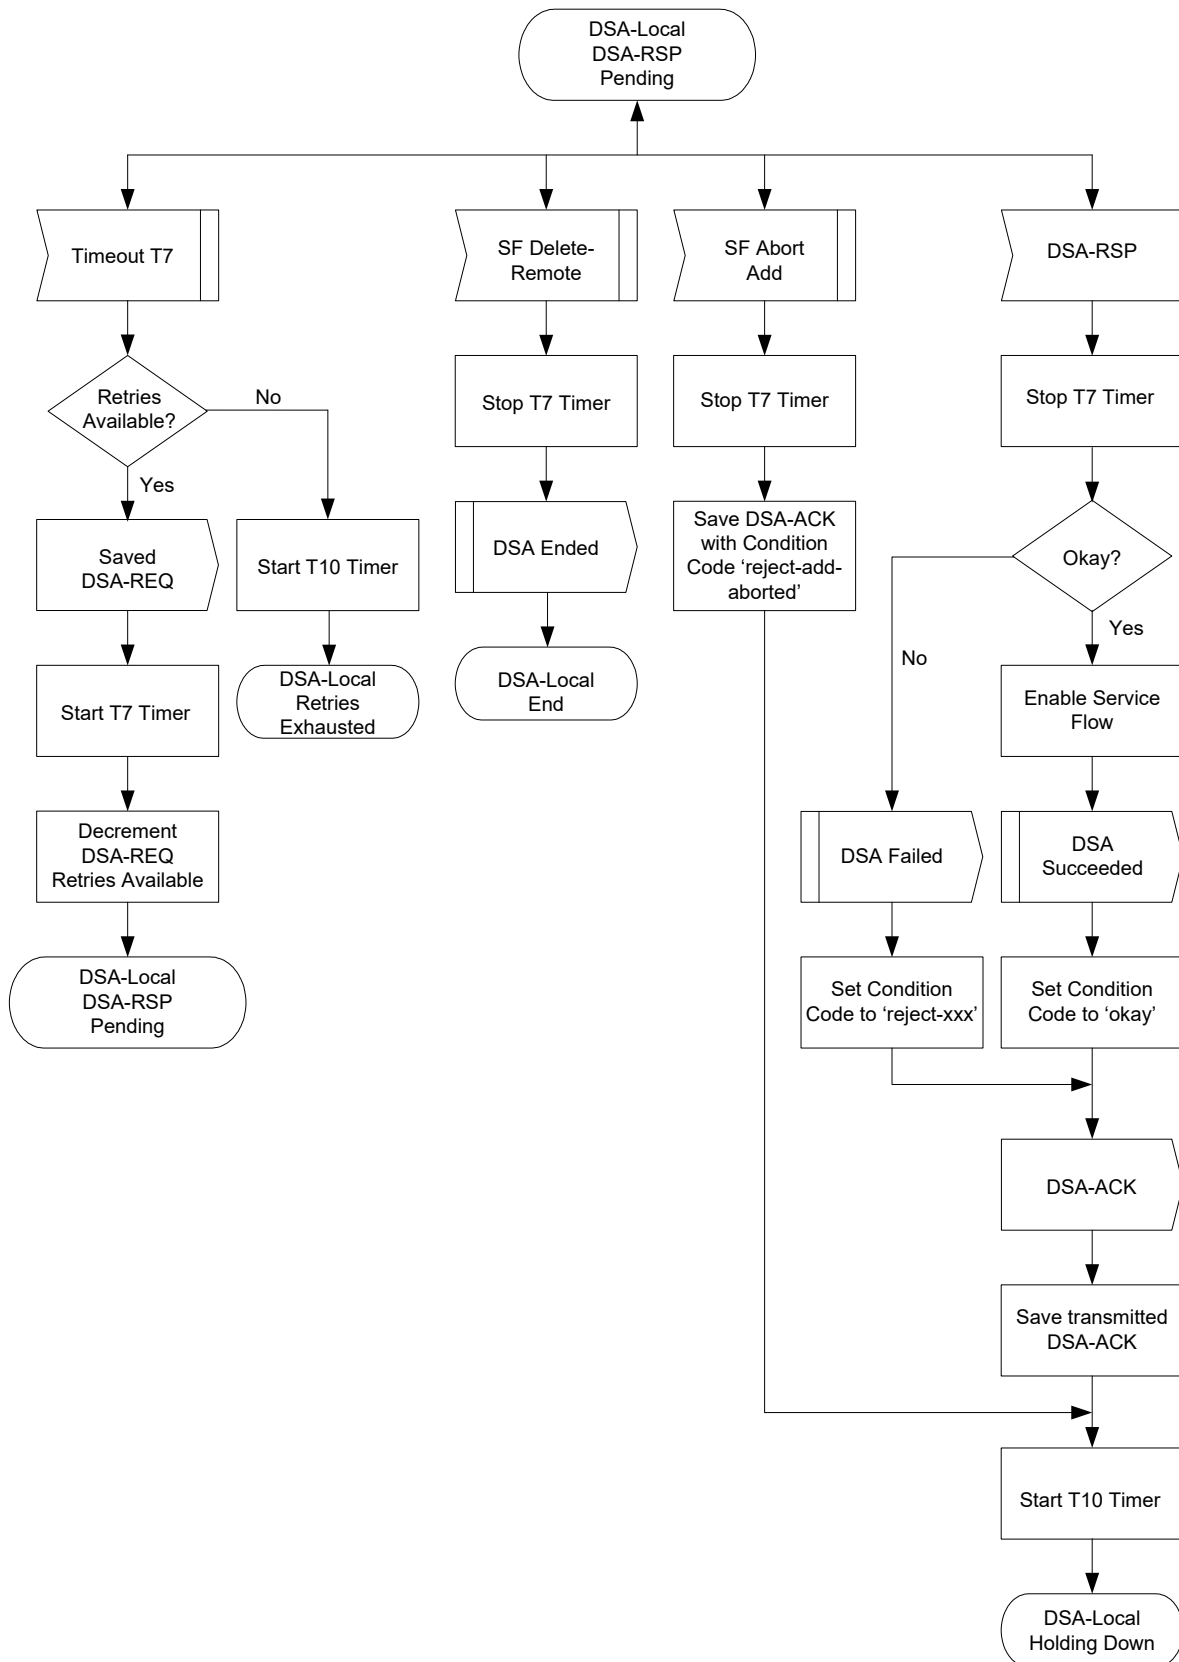 DSA-Local
DSA-RSP
Pending
Timeout T7
SF Delete-
Remote
SF Abort
Add
DSA-RSP
Retries
Available?
No
Yes
Stop T7 Timer
Stop T7 Timer
Stop T7 Timer
Saved
DSA-REQ
Start T10 Timer
DSA Ended
Save DSA-ACK
with Condition
Code ‘reject-add-
aborted’
Okay?
No
Yes
Start T7 Timer
DSA-Local
Retries
Exhausted
DSA-Local
End
Enable Service
Flow
Decrement
DSA-REQ
Retries Available
DSA Failed
DSA
Succeeded
DSA-Local
DSA-RSP
Pending
Set Condition
Code to ‘reject-xxx’
Set Condition
Code to ‘okay’
DSA-ACK
Save transmitted
DSA-ACK
Start T10 Timer
DSA-Local
Holding Down